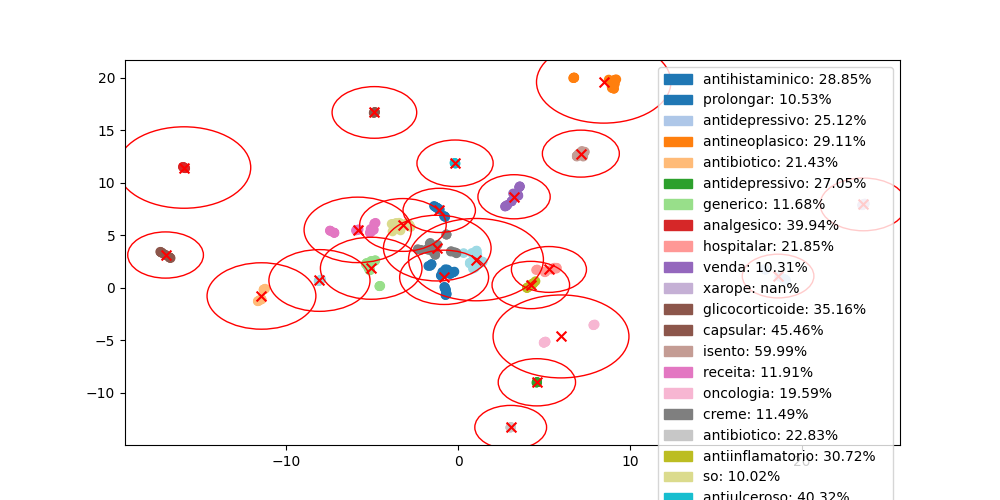 20
15
10
5
0
−5
−10
−10
0
10
20
antihistaminico: 28.85%
prolongar: 10.53%
antidepressivo: 25.12%
antineoplasico: 29.11%
antibiotico: 21.43%
antidepressivo: 27.05%
generico: 11.68%
analgesico: 39.94%
hospitalar: 21.85%
venda: 10.31%
xarope: nan%
glicocorticoide: 35.16%
capsular: 45.46%
isento: 59.99%
receita: 11.91%
oncologia: 19.59%
creme: 11.49%
antibiotico: 22.83%
antiinflamatorio: 30.72%
so: 10.02%
antiulceroso: 40.32%